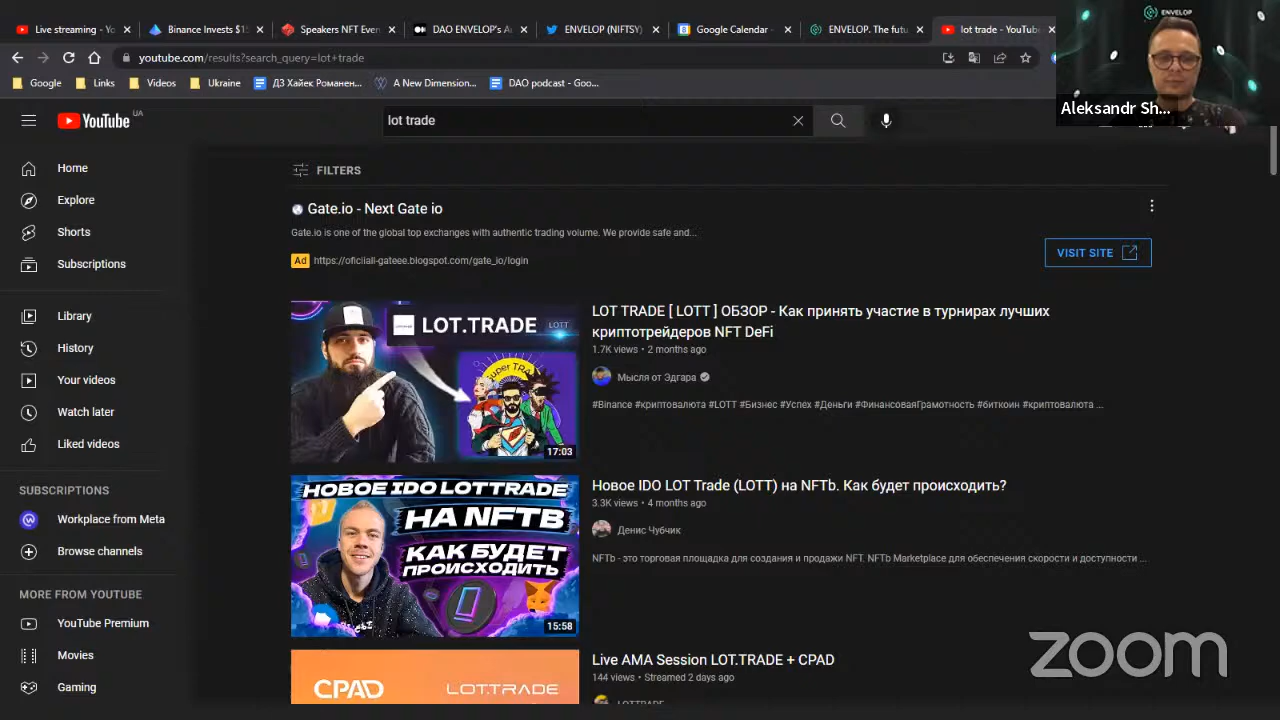 Live streaming - Yo
Binance Invests $15
Speakers NFT Even
DAO ENVELOP's A
ENVELOP (NIFTSY)
Google Calendar -
ENVELOP. The futu
lot trade - YouTube
ENVELOP
youtube.com/results?search_query=lot+trade
Google
Links
Videos
Ukraine
ДЗ Хайек Романен...
A New Dimension...
DAO podcast - Goo...
Aleksandr Sh...
YouTube UA
lot trade
Home
Explore
Shorts
Subscriptions
Library
History
Your videos
Watch later
Liked videos
SUBSCRIPTIONS
Workplace from Meta
Browse channels
MORE FROM YOUTUBE
YouTube Premium
Movies
Gaming
FILTERS
Gate.io - Next Gate io
Gate.io is one of the global top exchanges with authentic trading volume. We provide safe and...
Ad https://oficiiall-gateee.blogspot.com/gate_io/login
VISIT SITE
LOT.TRADE LOTT
Super TRA
17:03
LOT TRADE [ LOTT ] ОБЗОР - Как принять участие в турнирах лучших
криптотрейдеров NFT DeFi
1.7K views • 2 months ago
Мысля от Эдгара
#Binance #криптовалюта #LOTT #Бизнес #Успех #Деньги #ФинансоваяГрамотность #биткоин #криптовалюта ...
НОВОЕ IDO LOTTRADE
НА NFTB
КАК БУДЕТ
ПРОИСХОДИТЬ
15:58
Новое IDO LOT Trade (LOTT) на NFTb. Как будет происходить?
3.3K views • 4 months ago
Денис Чубчик
NFTb - это торговая площадка для создания и продажи NFT. NFTb Marketplace для обеспечения скорости и доступности ...
CPAD LOT.TRADE
Live AMA Session LOT.TRADE + CPAD
144 views • Streamed 2 days ago
LOTTRADE
zoom